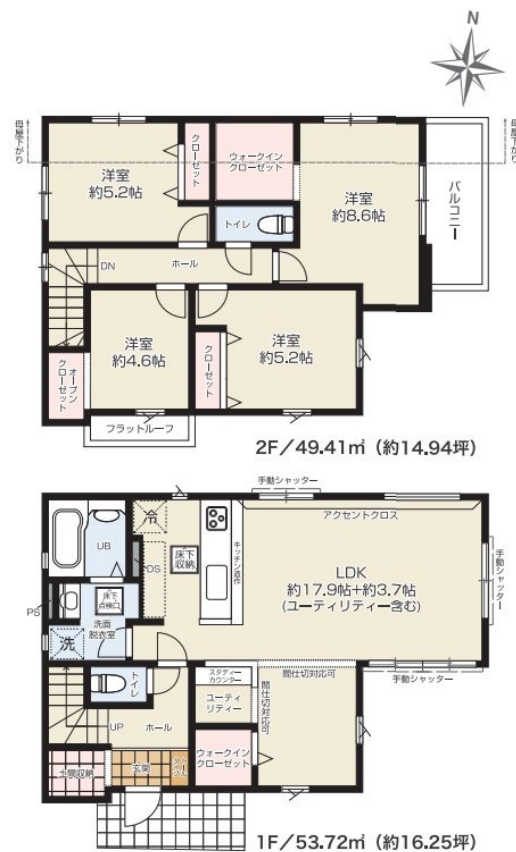 N
母屋下がり
母屋下がり
洋室
約5.2帖
クローゼット
ウォークイン
クローゼット
洋室
約8.6帖
バルコニー
トイレ
DN
ホール
洋室
約4.6帖
オープン
クローゼット
クローゼット
洋室
約5.2帖
フラットルーフ
2F/49.41㎡(約14.94坪)
手動シャッター
アクセントクロス
冷
UB
DS
床下
収納
キッチン造作
LDK
約17.9帖+約3.7帖
(ユーティリティー含む)
手動シャッター
PS
床下
点検口
洗面
脱衣室
洗
手動シャッター
トイレ
スタディー
カウンター
ユーティ
リティー
間仕切対応可
間仕切対応可
UP
ホール
土間収納
玄関
ウォークイン
クローゼット
1F/53.72㎡(約16.25坪)